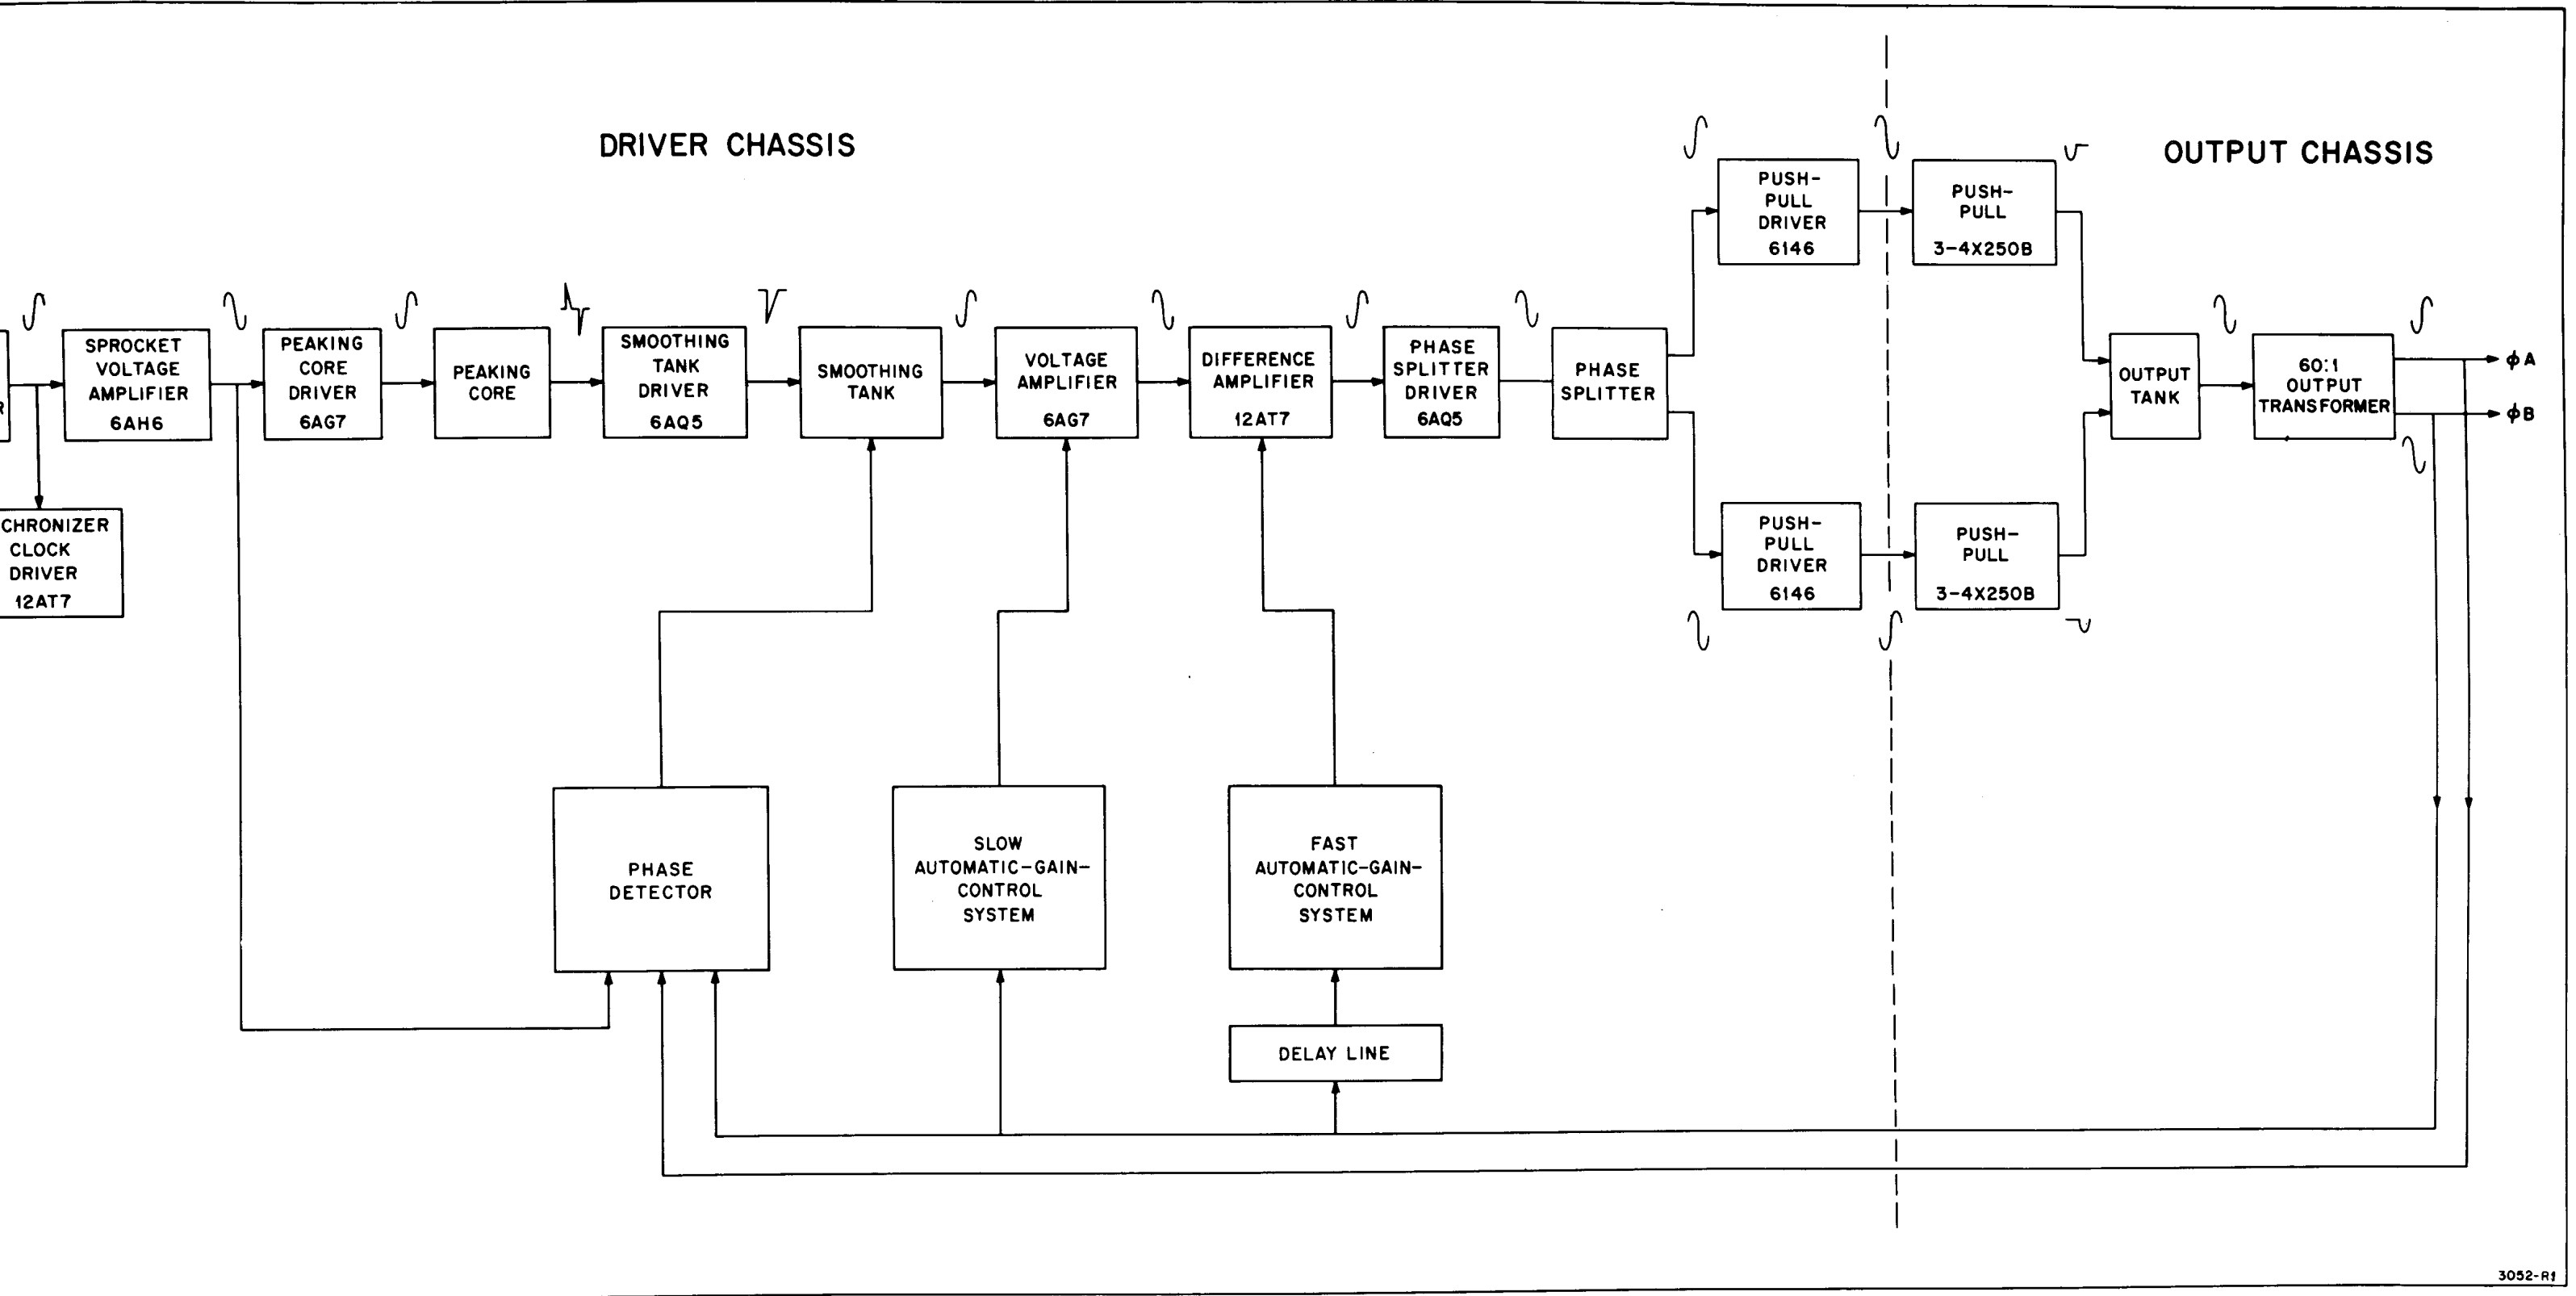 DRIVER CHASSIS
OUTPUT CHASSIS
R
SPROCKET
VOLTAGE
AMPLIFIER
6AH6
PEAKING
CORE
DRIVER
6AG7
PEAKING
CORE
SMOOTHING
TANK
DRIVER
6AQ5
SMOOTHING
TANK
VOLTAGE
AMPLIFIER
6AG7
DIFFERENCE
AMPLIFIER
12AT7
PHASE
SPLITTER
DRIVER
6AQ5
PHASE
SPLITTER
PUSH-
PULL
DRIVER
6146
PUSH-
PULL
3-4X250B
PUSH-
PULL
DRIVER
6146
PUSH-
PULL
3-4X250B
OUTPUT
TANK
60:1
OUTPUT
TRANSFORMER
ϕA
ϕB
CHRONIZER
CLOCK
DRIVER
12AT7
PHASE
DETECTOR
SLOW
AUTOMATIC-GAIN-
CONTROL
SYSTEM
FAST
AUTOMATIC-GAIN-
CONTROL
SYSTEM
DELAY LINE
3052-R1